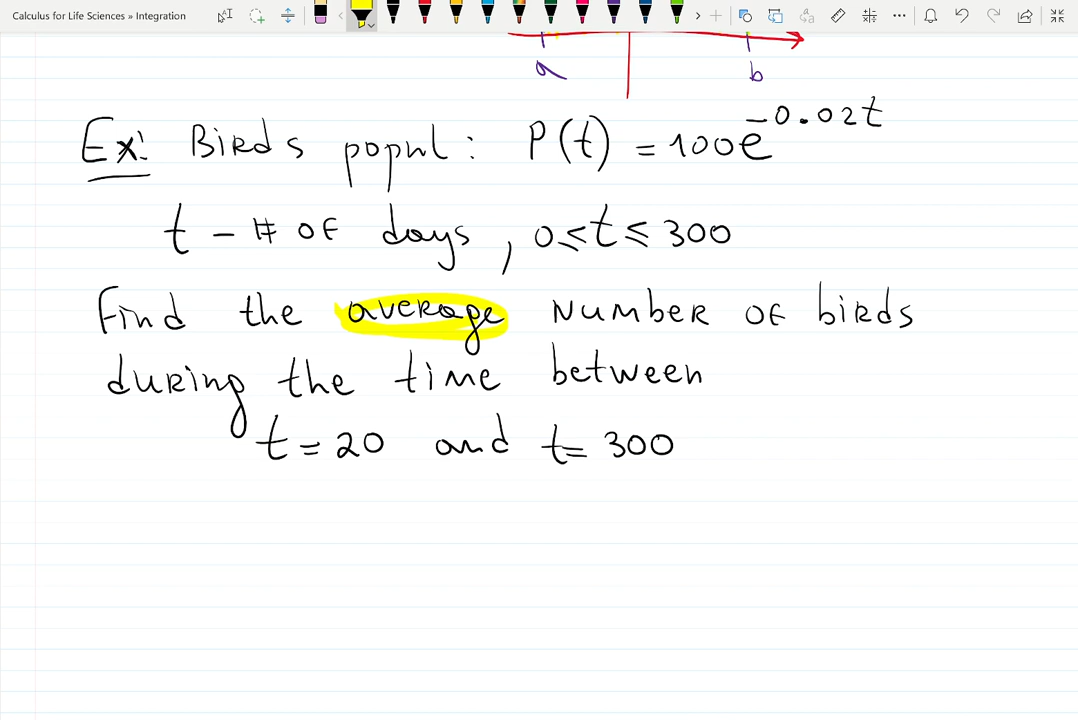 Calculus for Life Sciences » Integration
a b
Ex: Birds popul: P(t) = 100e^{-0.02t}
t - # of days, 0≤t≤300
Find the average number of birds
during the time between
t=20 and t=300